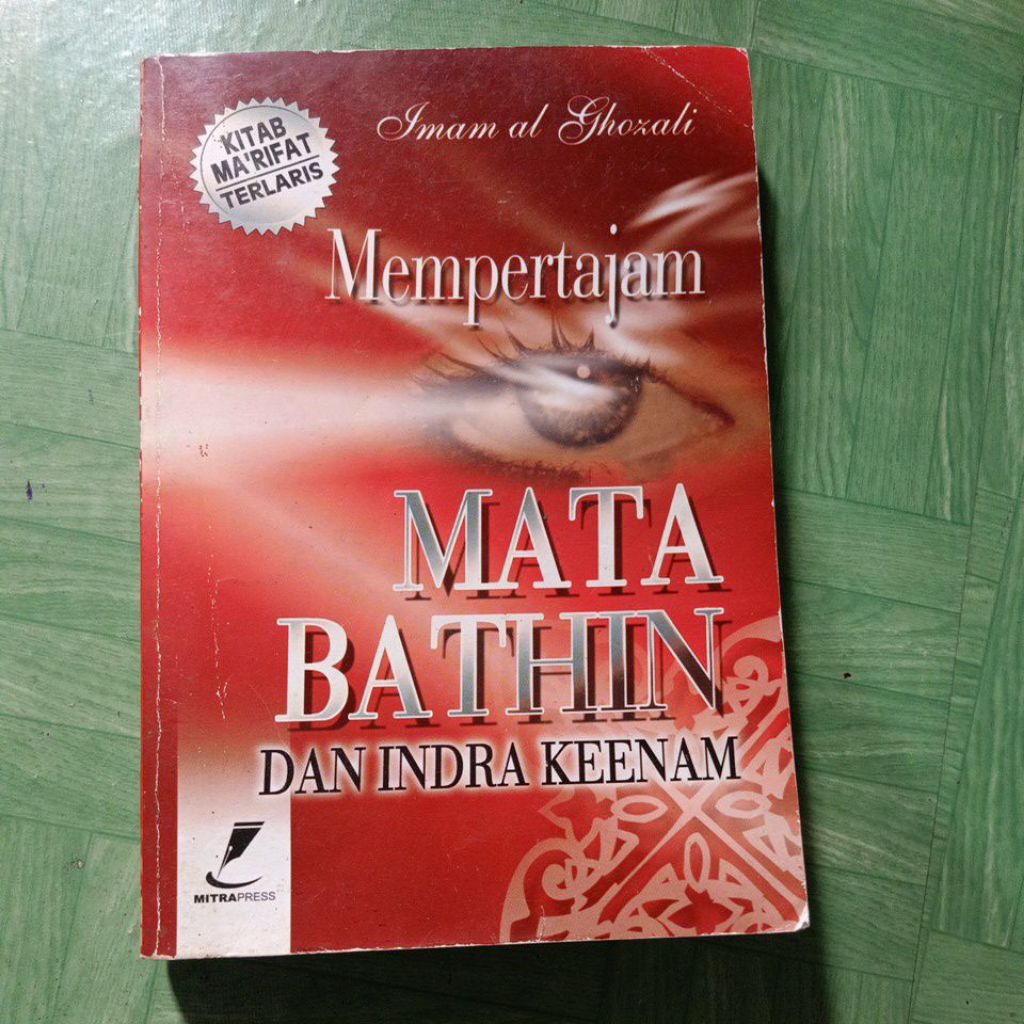 Imam al Ghozali
KITAB
MA'RIFAT
TERLARIS
Mempertajam
MATA
BATHIN
DAN INDRA KEENAM
MITRAPRESS